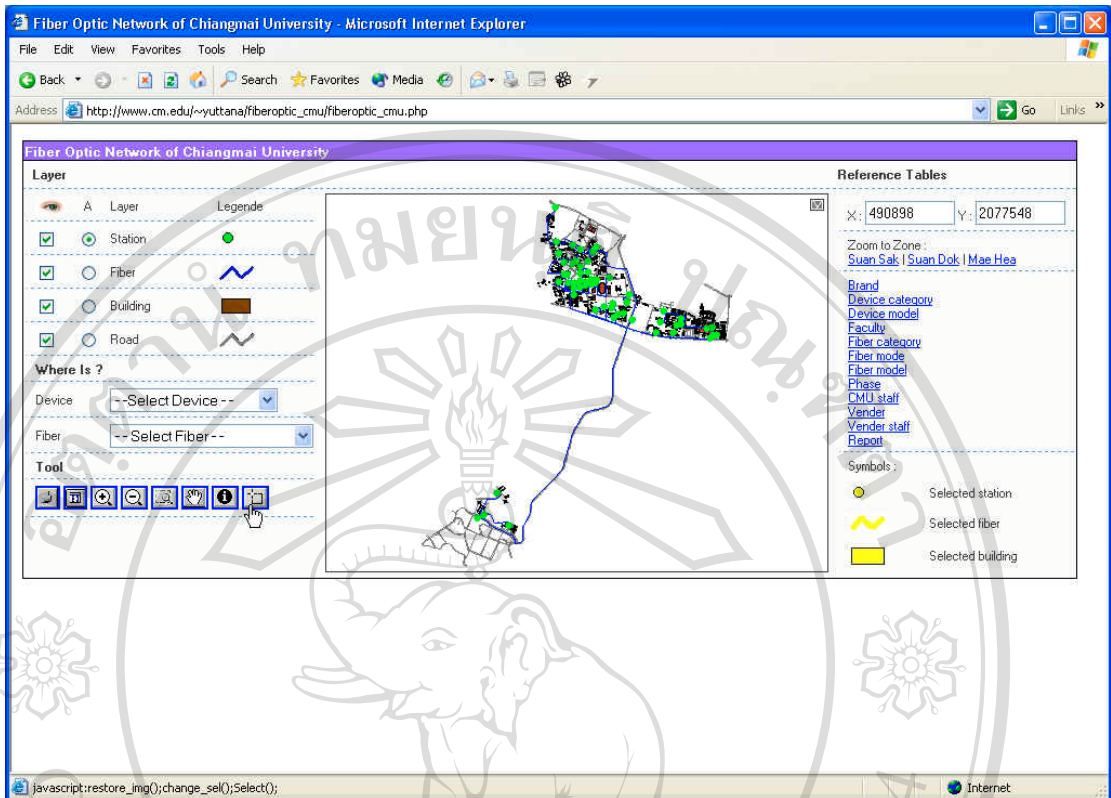 Fiber Optic Network of Chiangmai University - Microsoft Internet Explorer
File Edit View Favorites Tools Help
Back Search Favorites Media
Address http://www.cm.edu/~yuttana/fiberoptic_cmu/fiberoptic_cmu.php Go Links »
Fiber Optic Network of Chiangmai University
Layer
A Layer Legende
Station
Fiber
Building
Road
Where Is ?
Device --Select Device--
Fiber --Select Fiber--
Tool
Reference Tables
X: 490898 Y: 2077548
Zoom to Zone :
Suan Sak | Suan Dok | Mae Hea
Brand
Device category
Device model
Faculty
Fiber category
Fiber mode
Fiber model
Phase
CMU staff
Vender
Vender staff
Report
Symbols :
Selected station
Selected fiber
Selected building
javascript:restore_img();change_sel();Select(); Internet